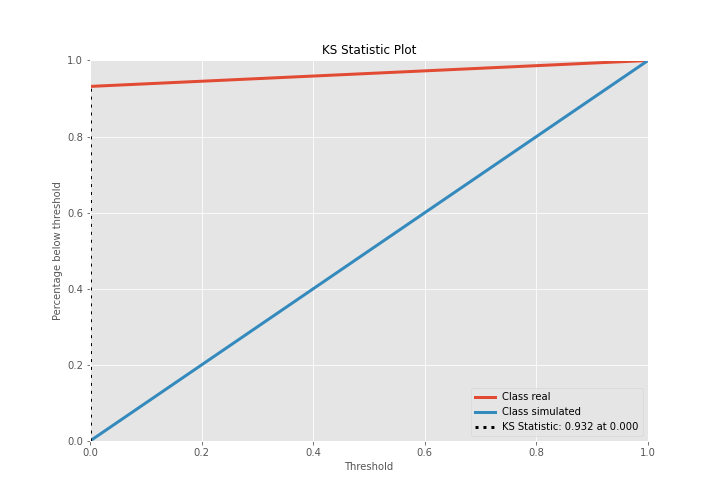 KS Statistic Plot
1.0
0.8
0.6
0.4
0.2
0.0
Percentage below threshold
Class real
Class simulated
KS Statistic: 0.932 at 0.000
0.0 0.2 0.4 0.6 0.8 1.0
Threshold